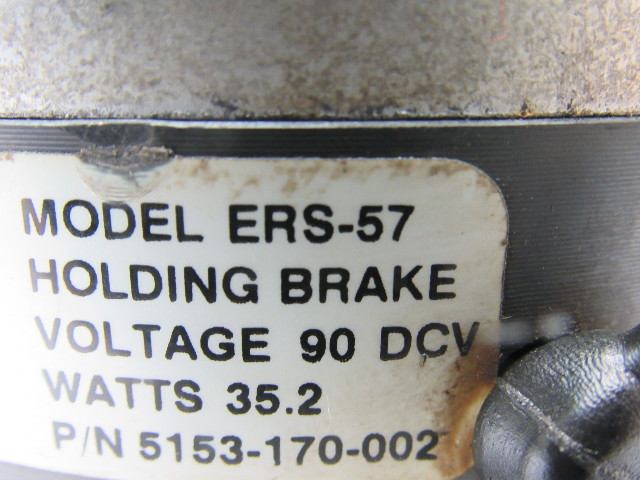 MODEL ERS-57
HOLDING BRAKE
VOLTAGE 90 DCV
WATTS 35.2
P/N 5153-170-002